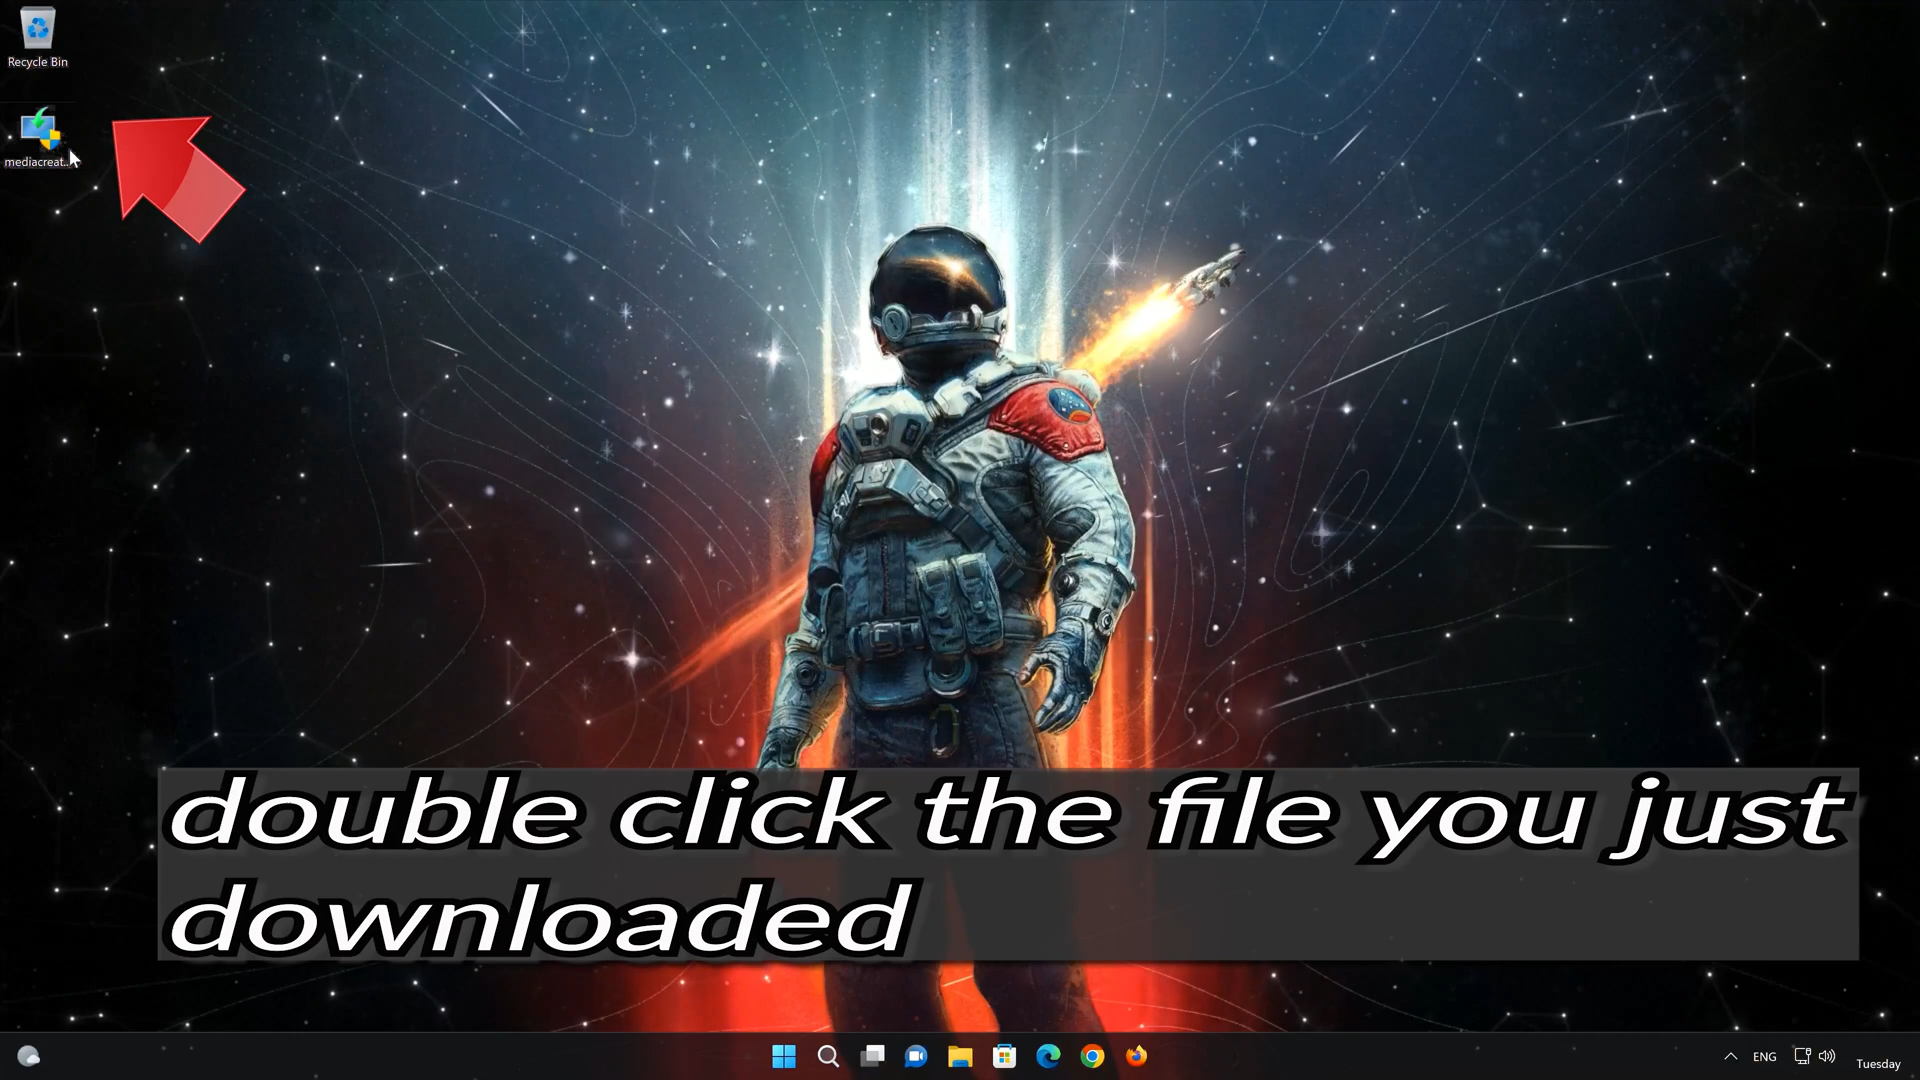 Recycle Bin
mediacreat...
double click the file you just
downloaded
ENG
Tuesday